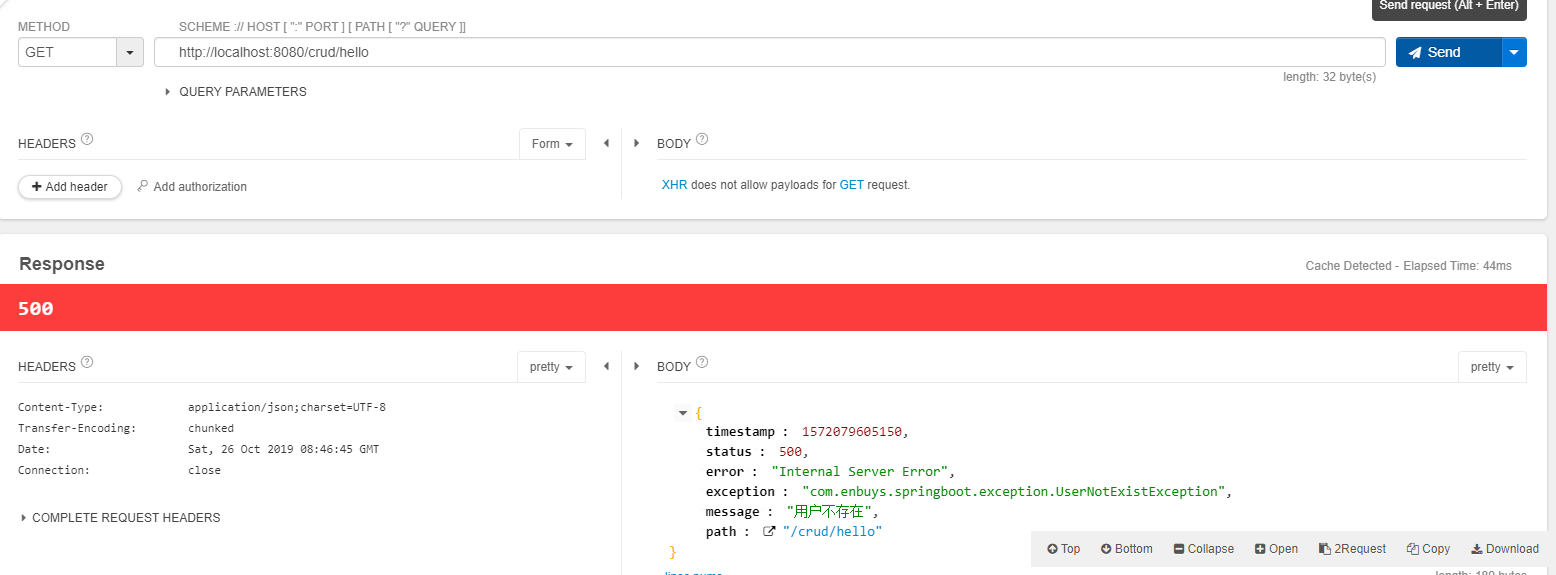 Send request (Alt + Enter)
METHOD SCHEME :// HOST [ ":" PORT ] [ PATH [ "?" QUERY ]]
GET http://localhost:8080/crud/hello Send
length: 32 byte(s)
QUERY PARAMETERS
HEADERS ? Form BODY ?
+ Add header Add authorization XHR does not allow payloads for GET request.
Response Cache Detected - Elapsed Time: 44ms
500
HEADERS ? pretty BODY ? pretty
Content-Type: application/json;charset=UTF-8 {
Transfer-Encoding: chunked timestamp : 1572079605150,
Date: Sat, 26 Oct 2019 08:46:45 GMT status : 500,
Connection: close error : "Internal Server Error",
exception : "com.enbuys.springboot.exception.UserNotExistException",
COMPLETE REQUEST HEADERS message : "用户不存在",
path : "/crud/hello"
}
Top Bottom Collapse Open 2Request Copy Download